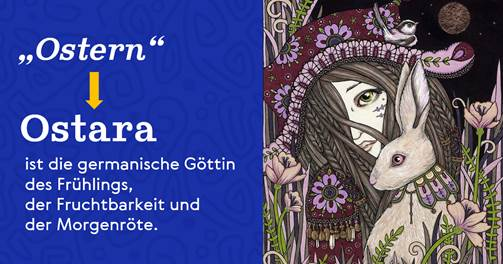 „Ostern“
Ostara
ist die germanische Göttin
des Frühlings,
der Fruchtbarkeit und
der Morgenröte.